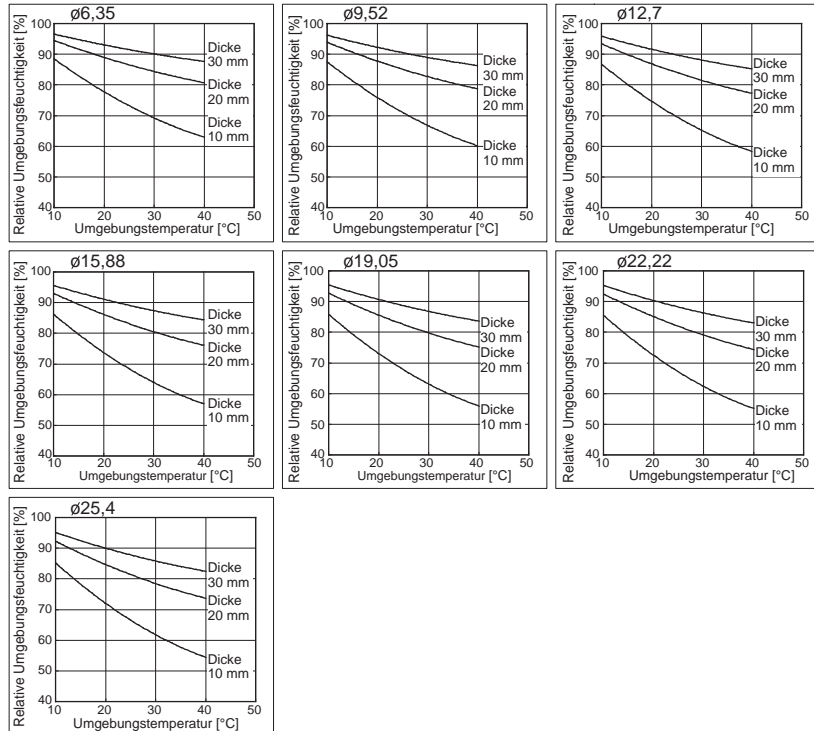 ø6,35
Relative Umgebungsfeuchtigkeit [%]
100
90
80
70
60
50
40
10 20 30 40 50
Umgebungstemperatur [°C]
Dicke
30 mm
Dicke
20 mm
Dicke
10 mm
ø9,52
Relative Umgebungsfeuchtigkeit [%]
100
90
80
70
60
50
40
10 20 30 40 50
Umgebungstemperatur [°C]
Dicke
30 mm
Dicke
20 mm
Dicke
10 mm
ø12,7
Relative Umgebungsfeuchtigkeit [%]
100
90
80
70
60
50
40
10 20 30 40 50
Umgebungstemperatur [°C]
Dicke
30 mm
Dicke
20 mm
Dicke
10 mm
ø15,88
Relative Umgebungsfeuchtigkeit [%]
100
90
80
70
60
50
40
10 20 30 40 50
Umgebungstemperatur [°C]
Dicke
30 mm
Dicke
20 mm
Dicke
10 mm
ø19,05
Relative Umgebungsfeuchtigkeit [%]
100
90
80
70
60
50
40
10 20 30 40 50
Umgebungstemperatur [°C]
Dicke
30 mm
Dicke
20 mm
Dicke
10 mm
ø22,22
Relative Umgebungsfeuchtigkeit [%]
100
90
80
70
60
50
40
10 20 30 40 50
Umgebungstemperatur [°C]
Dicke
30 mm
Dicke
20 mm
Dicke
10 mm
ø25,4
Relative Umgebungsfeuchtigkeit [%]
100
90
80
70
60
50
40
10 20 30 40 50
Umgebungstemperatur [°C]
Dicke
30 mm
Dicke
20 mm
Dicke
10 mm